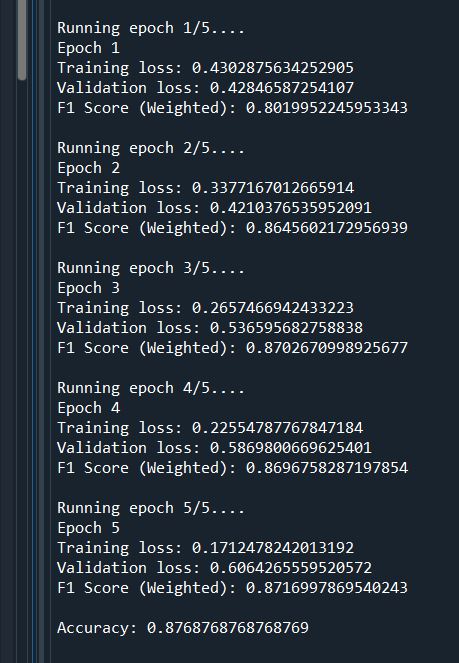 Running epoch 1/5....
Epoch 1
Training loss: 0.4302875634252905
Validation loss: 0.42846587254107
F1 Score (Weighted): 0.8019952245953343
Running epoch 2/5....
Epoch 2
Training loss: 0.3377167012665914
Validation loss: 0.4210376535952091
F1 Score (Weighted): 0.8645602172956939
Running epoch 3/5....
Epoch 3
Training loss: 0.2657466942433223
Validation loss: 0.536595682758838
F1 Score (Weighted): 0.8702670998925677
Running epoch 4/5....
Epoch 4
Training loss: 0.22554787767847184
Validation loss: 0.5869800669625401
F1 Score (Weighted): 0.8696758287197854
Running epoch 5/5....
Epoch 5
Training loss: 0.1712478242013192
Validation loss: 0.6064265559520572
F1 Score (Weighted): 0.8716997869540243
Accuracy: 0.8768768768768769